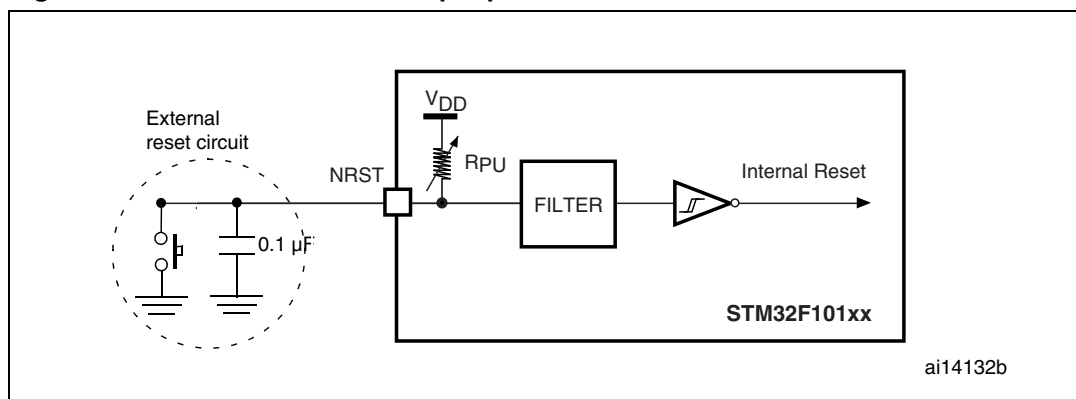 External
reset circuit
VDD
RPU
NRST
FILTER
Internal Reset
0.1 µF
STM32F101xx
ai14132b